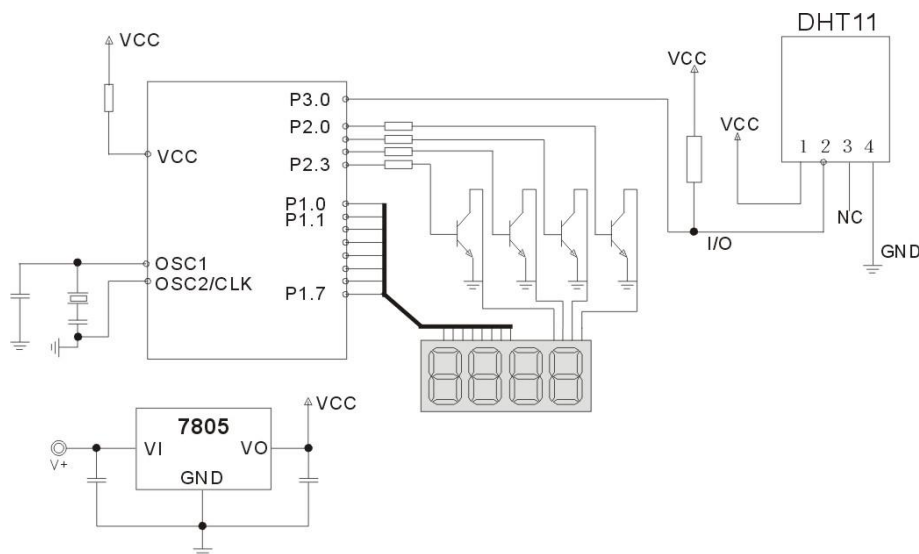 DHT11
VCC
VCC
P3.0
P2.0
VCC
VCC
P2.3
1 2 3 4
P1.0
P1.1
NC
I/O
GND
OSC1
OSC2/CLK
P1.7
VCC
7805
VI
VO
V+
GND